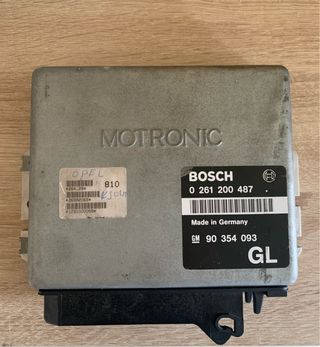 MOTRONIC
OPEL
810
BOSCH
0 261 200 487
Made in Germany
GM 90 354 093
GL